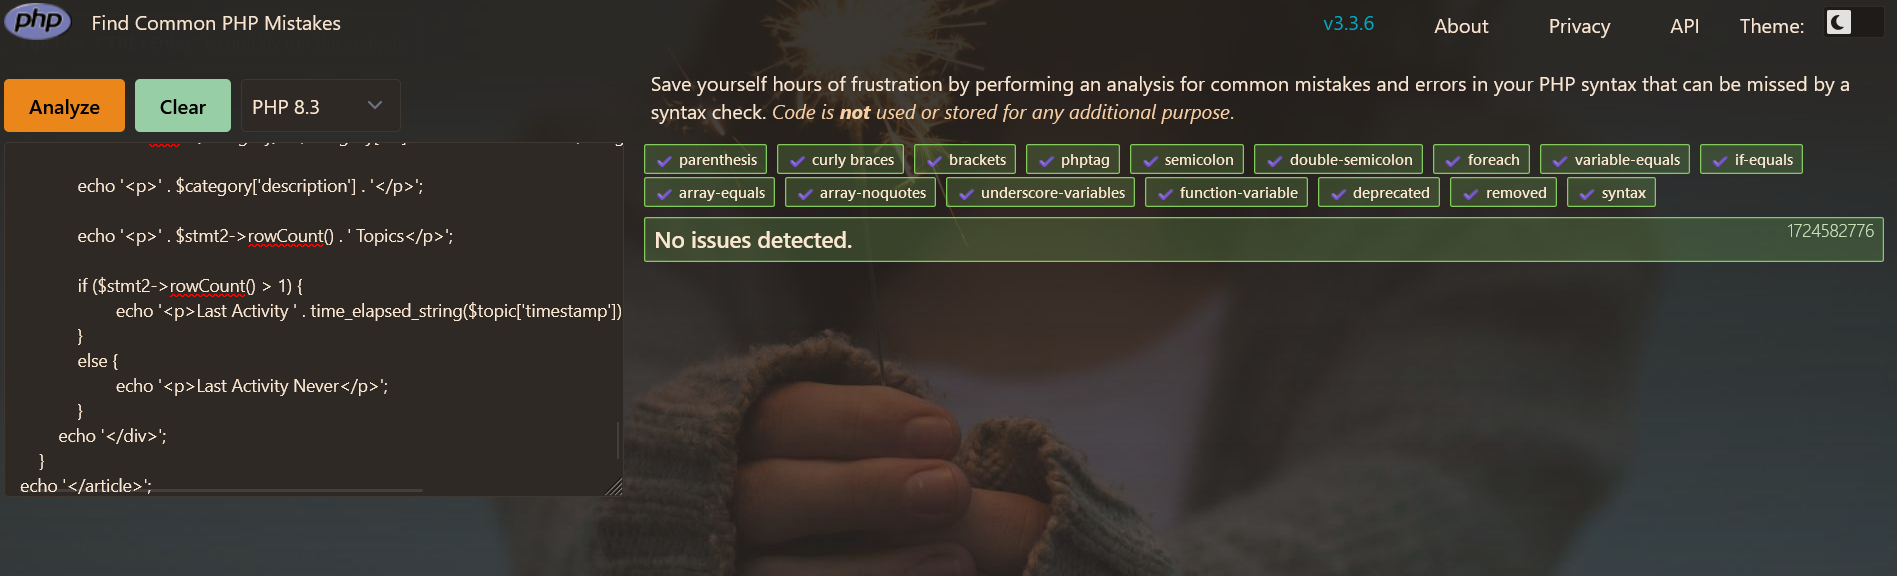 php Find Common PHP Mistakes
v3.3.6 About Privacy API Theme:
Analyze Clear PHP 8.3
echo '<p>' . $category['description'] . '</p>';
echo '<p>' . $stmt2->rowCount() . ' Topics</p>';
if ($stmt2->rowCount() > 1) {
echo '<p>Last Activity ' . time_elapsed_string($topic['timestamp'])
}
else {
echo '<p>Last Activity Never</p>';
}
echo '</div>';
}
echo '</article>';
Save yourself hours of frustration by performing an analysis for common mistakes and errors in your PHP syntax that can be missed by a
syntax check. Code is not used or stored for any additional purpose.
parenthesis curly braces brackets phptag semicolon double-semicolon foreach variable-equals if-equals
array-equals array-noquotes underscore-variables function-variable deprecated removed syntax
No issues detected. 1724582776